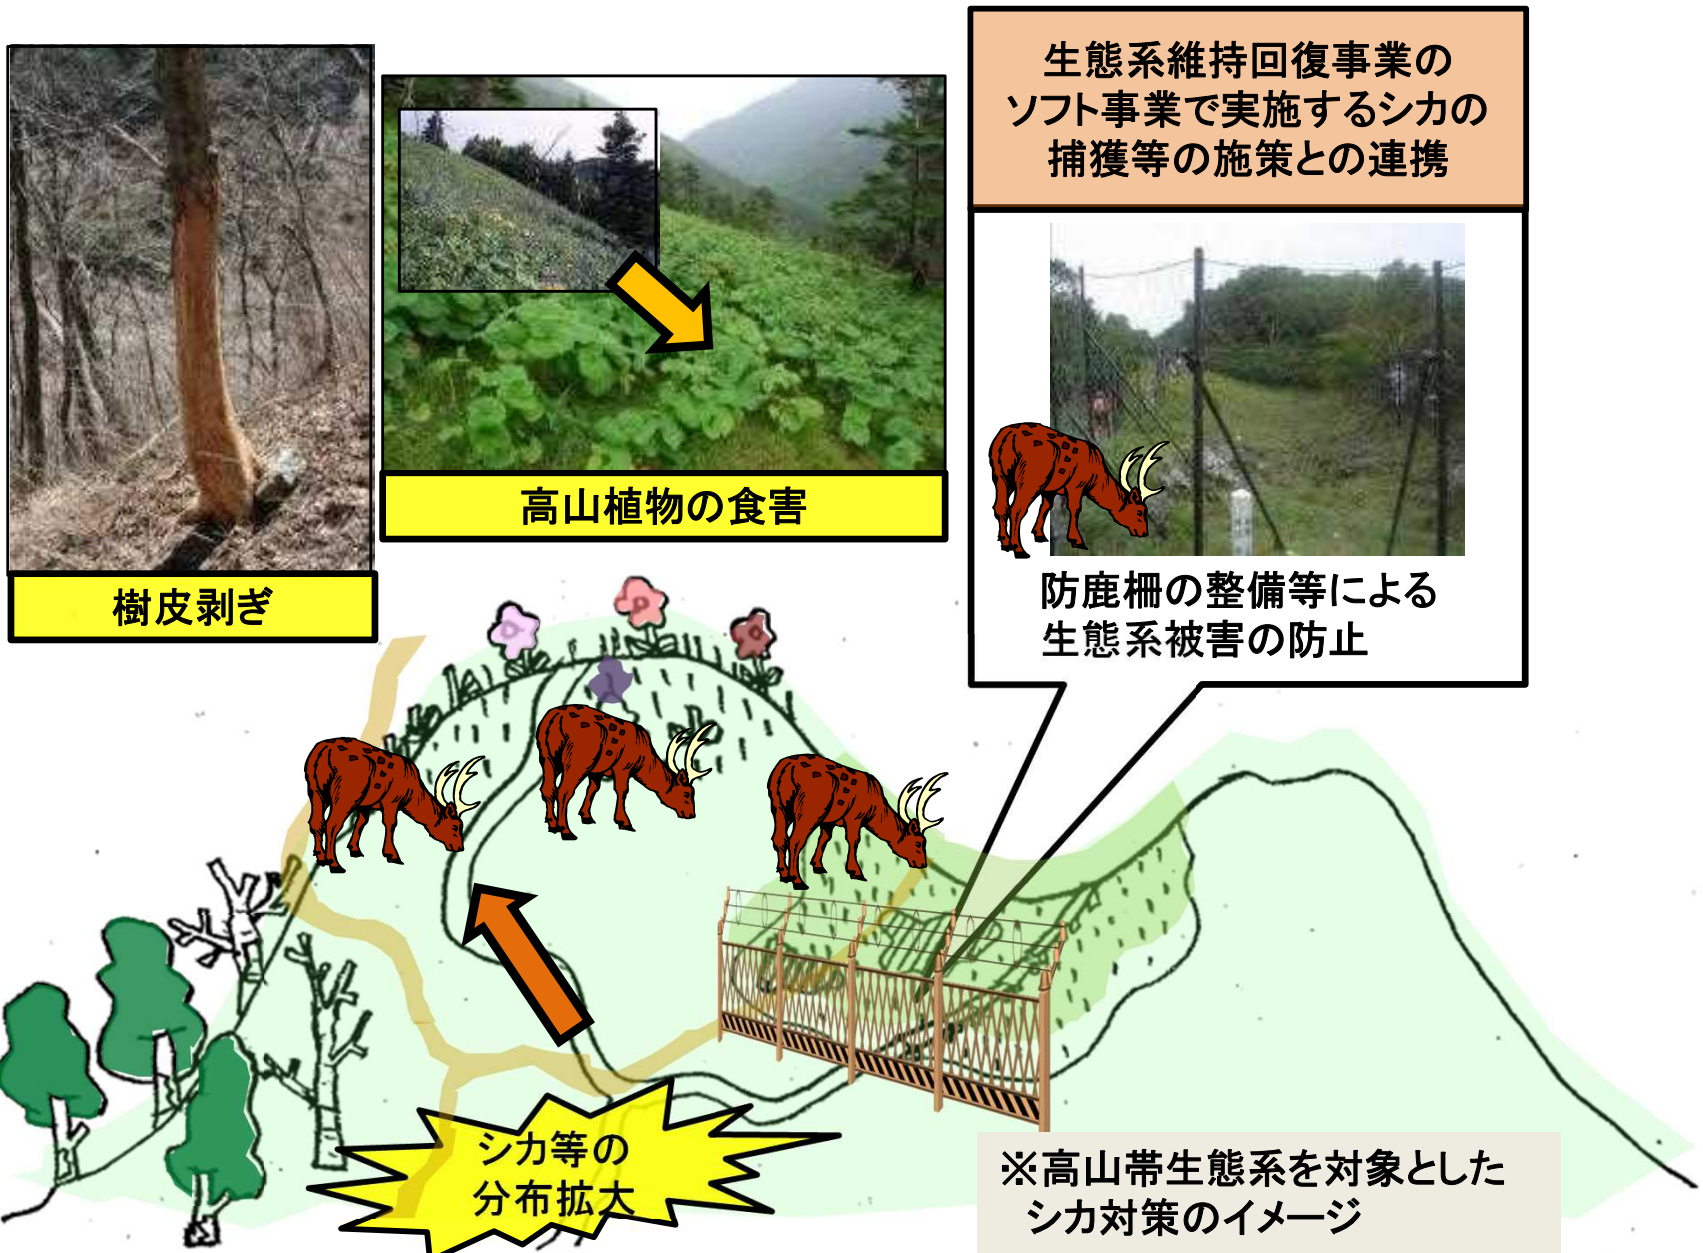 生態系維持回復事業の
ソフト事業で実施するシカの
捕獲等の施策との連携
高山植物の食害
樹皮剥ぎ
防鹿柵の整備等による
生態系被害の防止
シカ等の
分布拡大
※高山帯生態系を対象とした
シカ対策のイメージ